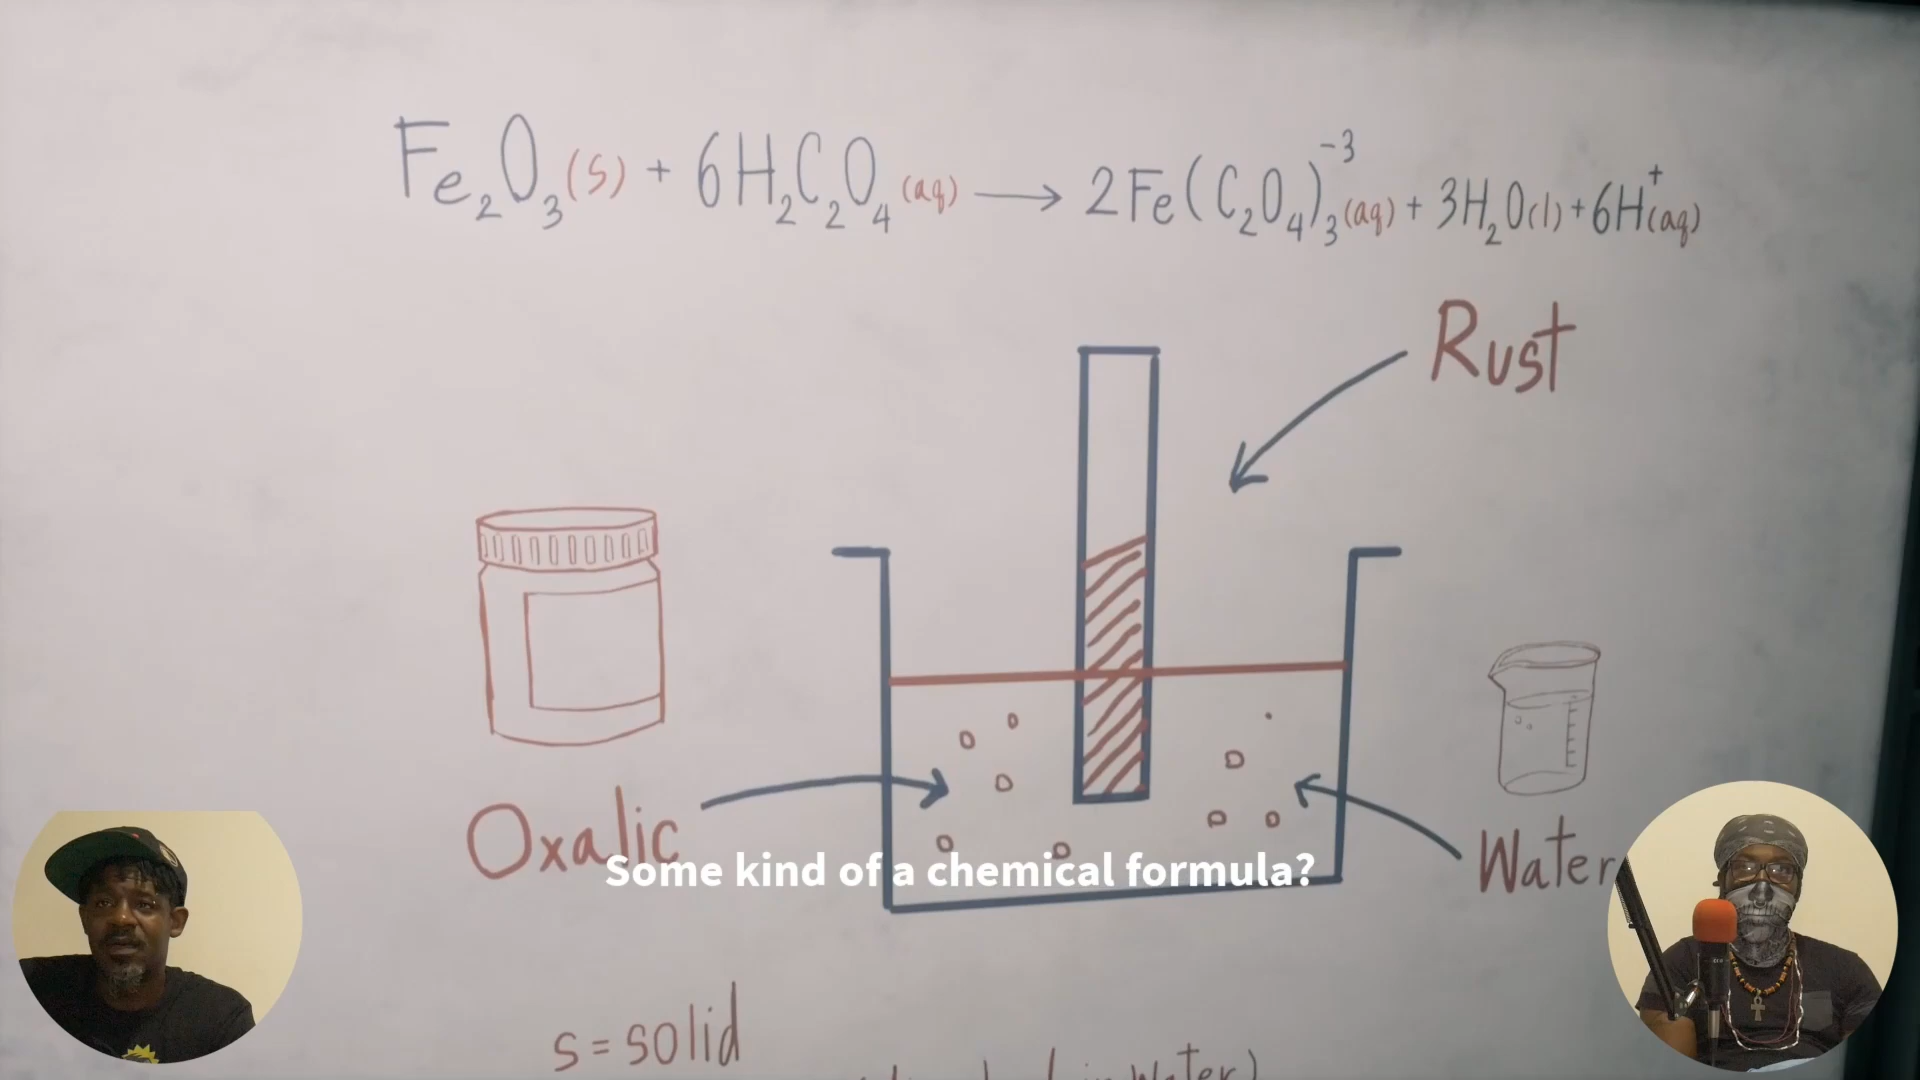 Fe₂O₃(s) + 6H₂C₂O₄(aq) → 2Fe(C₂O₄)₃⁻³(aq) + 3H₂O(l) + 6H⁺(aq)
Rust
Oxalic
Water
Some kind of a chemical formula?
s = solid
Water)